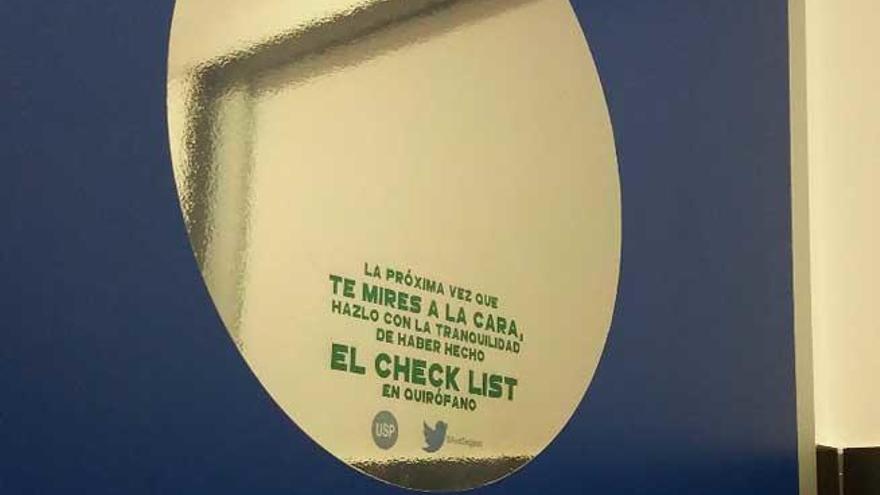 LA PRÓXIMA VEZ QUE
TE MIRES A LA CARA,
HAZLO CON LA TRANQUILIDAD
DE HABER HECHO
EL CHECK LIST
EN QUIRÓFANO
USP